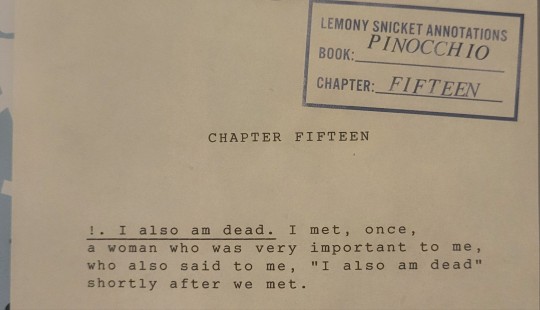 LEMONY SNICKET ANNOTATIONS
BOOK: PINOCCHIO
CHAPTER: FIFTEEN
CHAPTER FIFTEEN
!. I also am dead. I met, once,
a woman who was very important to me,
who also said to me, "I also am dead"
shortly after we met.